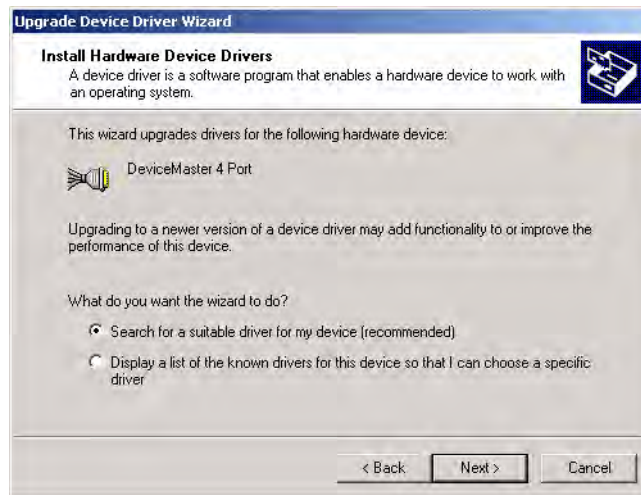 Upgrade Device Driver Wizard
Install Hardware Device Drivers
A device driver is a software program that enables a hardware device to work with
an operating system.
This wizard upgrades drivers for the following hardware device:
DeviceMaster 4 Port
Upgrading to a newer version of a device driver may add functionality to or improve the
performance of this device.
What do you want the wizard to do?
Search for a suitable driver for my device (recommended)
Display a list of the known drivers for this device so that I can choose a specific
driver
< Back Next > Cancel